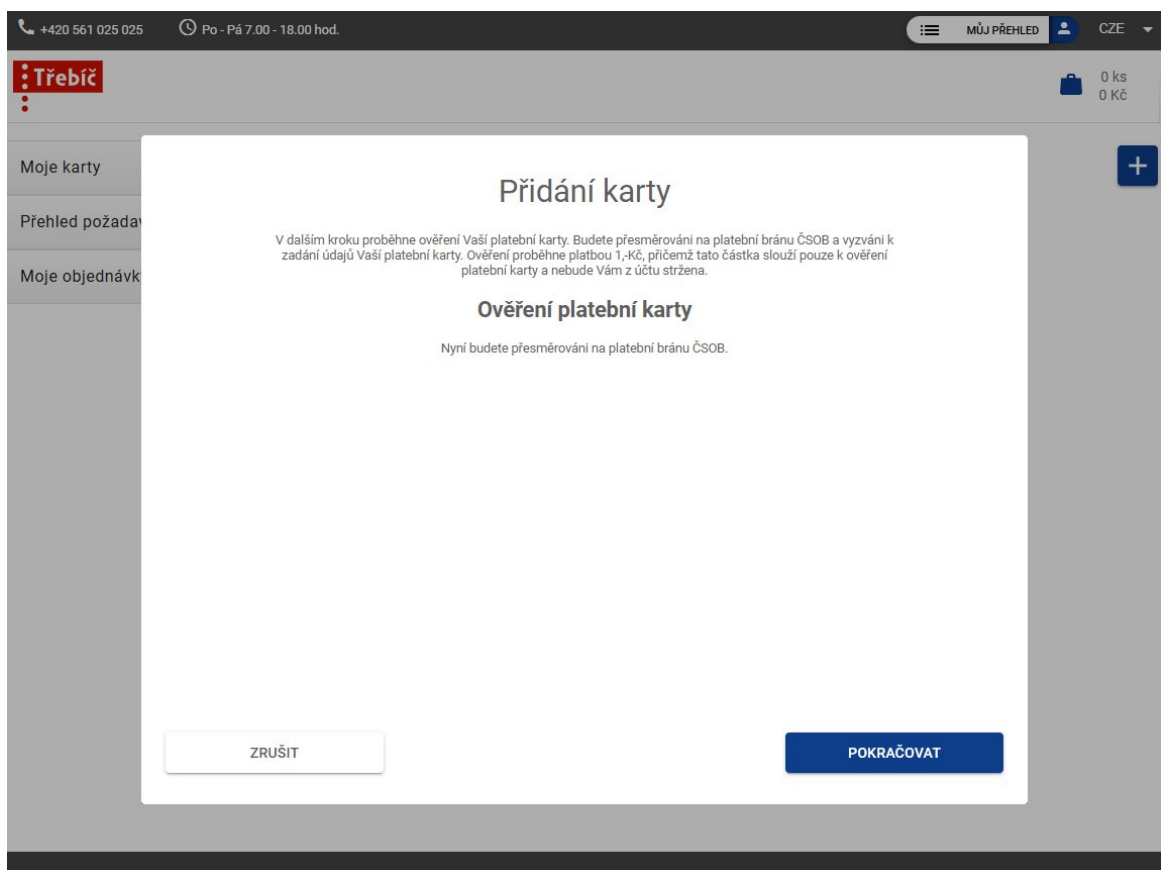 +420 561 025 025 Po - Pá 7.00 - 18.00 hod. MŮJ PŘEHLED CZE
Třebíč
0 ks
0 Kč
Moje karty
Přehled požadav
Moje objednávk
Přidání karty
V dalším kroku proběhne ověření Vaší platební karty. Budete přesměrováni na platební bránu ČSOB a vyzváni k
zadání údajů Vaší platební karty. Ověření proběhne platbou 1,-Kč, přičemž tato částka slouží pouze k ověření
platební karty a nebude Vám z účtu stržena.
Ověření platební karty
Nyní budete přesměrováni na platební bránu ČSOB.
ZRUŠIT POKRAČOVAT